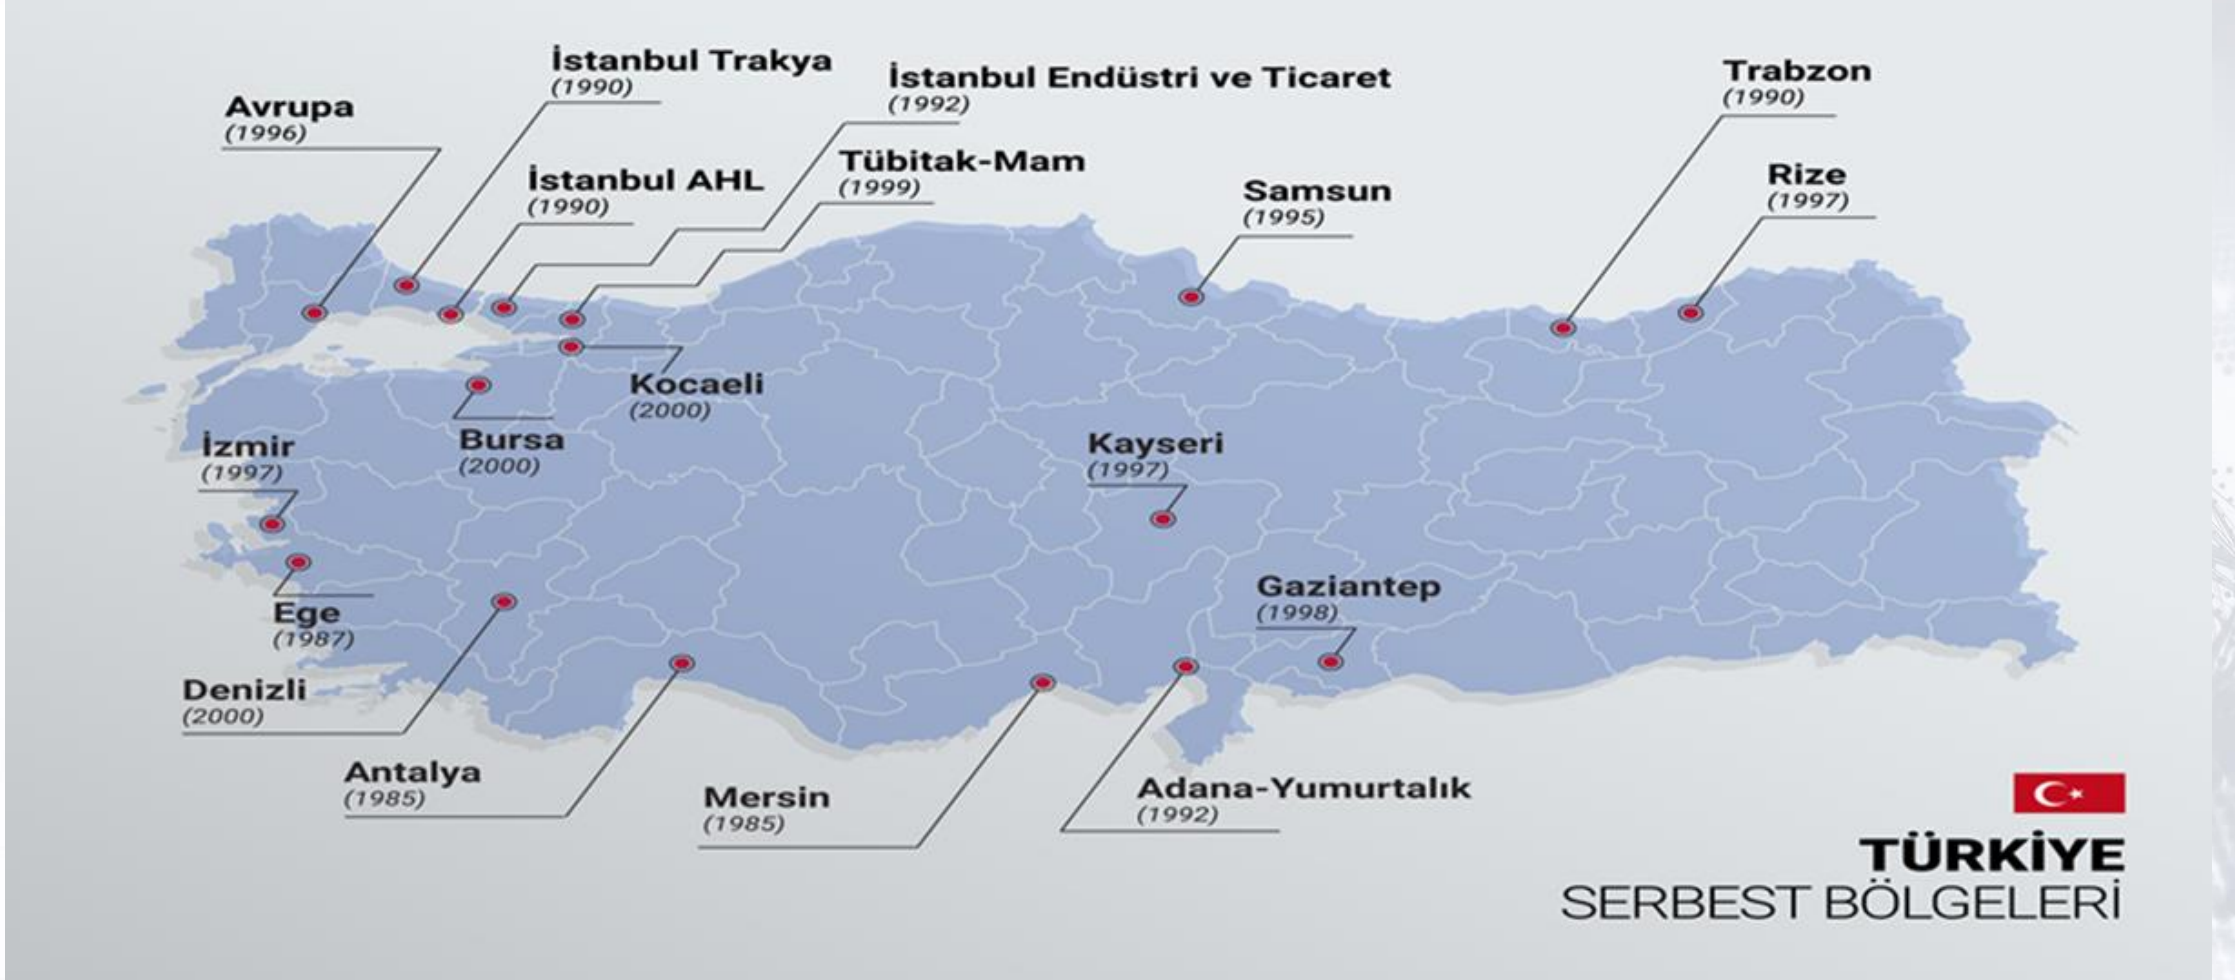 İstanbul Trakya
(1990)
İstanbul Endüstri ve Ticaret
(1992)
Trabzon
(1990)
Avrupa
(1996)
Tübitak-Mam
(1999)
İstanbul AHL
(1990)
Samsun
(1995)
Rize
(1997)
Kocaeli
(2000)
Bursa
(2000)
İzmir
(1997)
Kayseri
(1997)
Gaziantep
(1998)
Ege
(1987)
Denizli
(2000)
Antalya
(1985)
Mersin
(1985)
Adana-Yumurtalık
(1992)
TÜRKİYE
SERBEST BÖLGELERİ